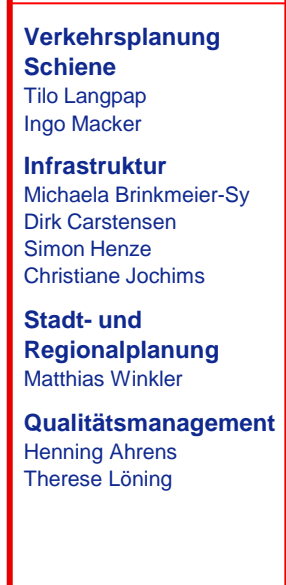 Verkehrsplanung
Schiene
Tilo Langpap
Ingo Macker
Infrastruktur
Michaela Brinkmeier-Sy
Dirk Carstensen
Simon Henze
Christiane Jochims
Stadt- und
Regionalplanung
Matthias Winkler
Qualitätsmanagement
Henning Ahrens
Therese Löning